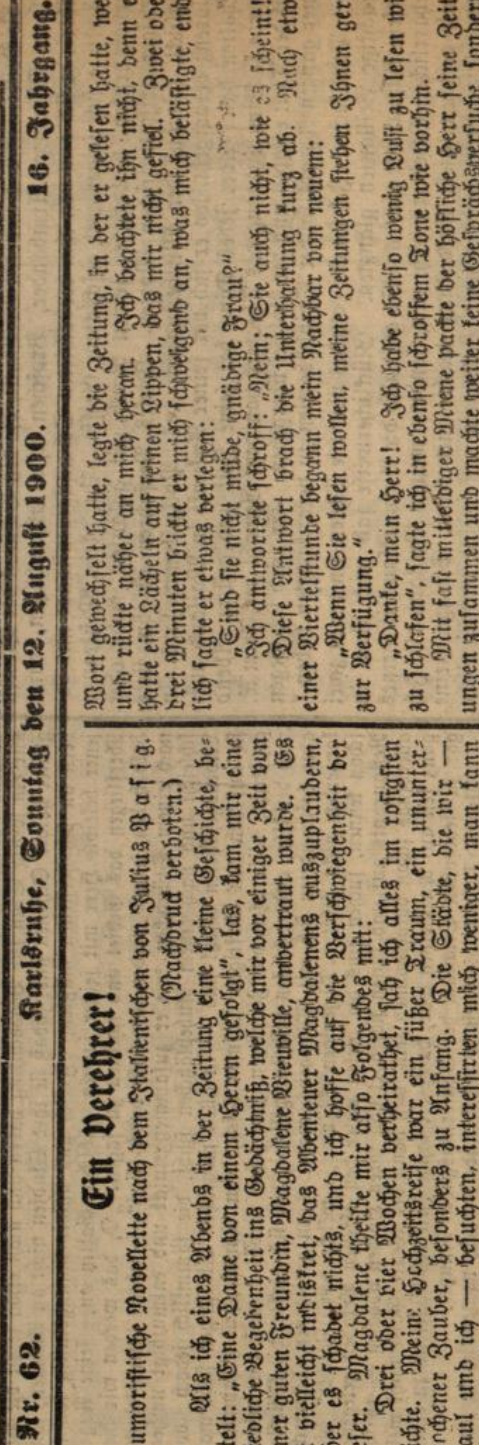 Nr. 62. Karlsruhe, Sonntag den 12. August 1900. 16. Jahrgang.
Ein Verehrer!
umoristische Novellette nach dem Italienischen von Julius Pasig.
(Nachdruck verboten.)
Als ich eines Abends in der Zeitung eine kleine Geschichte, be-
telt: „Eine Dame von einem Herrn gefolgt", las, kam mir eine
edliche Begebenheit ins Gedächtniß, welche mir vor einiger Zeit von
ner guten Freundin, Magdalene Vieuville, anvertraut wurde. Es
vielleicht indiskret, das Abenteuer Magdalenens auszuplaudern,
ber es schadet nichts, und ich hoffe auf die Verschwiegenheit der
eser. Magdalene theilte mir also Folgendes mit:
Drei oder vier Wochen verheirathet, sah ich alles im rosigsten
chte. Meine Hochzeitsreise war ein süßer Traum, ein ununter-
ochener Zauber, besonders zu Anfang. Die Städte, die wir —
aul und ich — besuchten, interessirten mich weniger, man kann
Wort gewechselt hatte, legte die Zeitung, in der er gelesen hatte, we
und rückte näher an mich heran. Ich beachtete ihn nicht, denn e
hatte ein Lächeln auf seinen Lippen, das mir nicht gefiel. Zwei ode
drei Minuten blickte er mich schweigend an, was mich belästigte, end
lich sagte er etwas verlegen:
„Sind sie nicht müde, gnädige Frau?"
Ich antwortete schroff: „Nein; Sie auch nicht, wie es scheint!
Diese Antwort brach die Unterhaltung kurz ab. Nach etw
einer Viertelstunde begann mein Nachbar von neuem:
„Wenn Sie lesen wollen, meine Zeitungen stehen Ihnen ger
zur Verfügung."
„Danke, mein Herr! Ich habe ebenso wenig Lust zu lesen wi
zu schlafen", sagte ich in ebenso schroffem Tone wie vorhin.
Mit fast mitleidiger Miene packte der höfliche Herr seine Zeit
ungen zusammen und machte weiter keine Gesprächsversuche, sondern